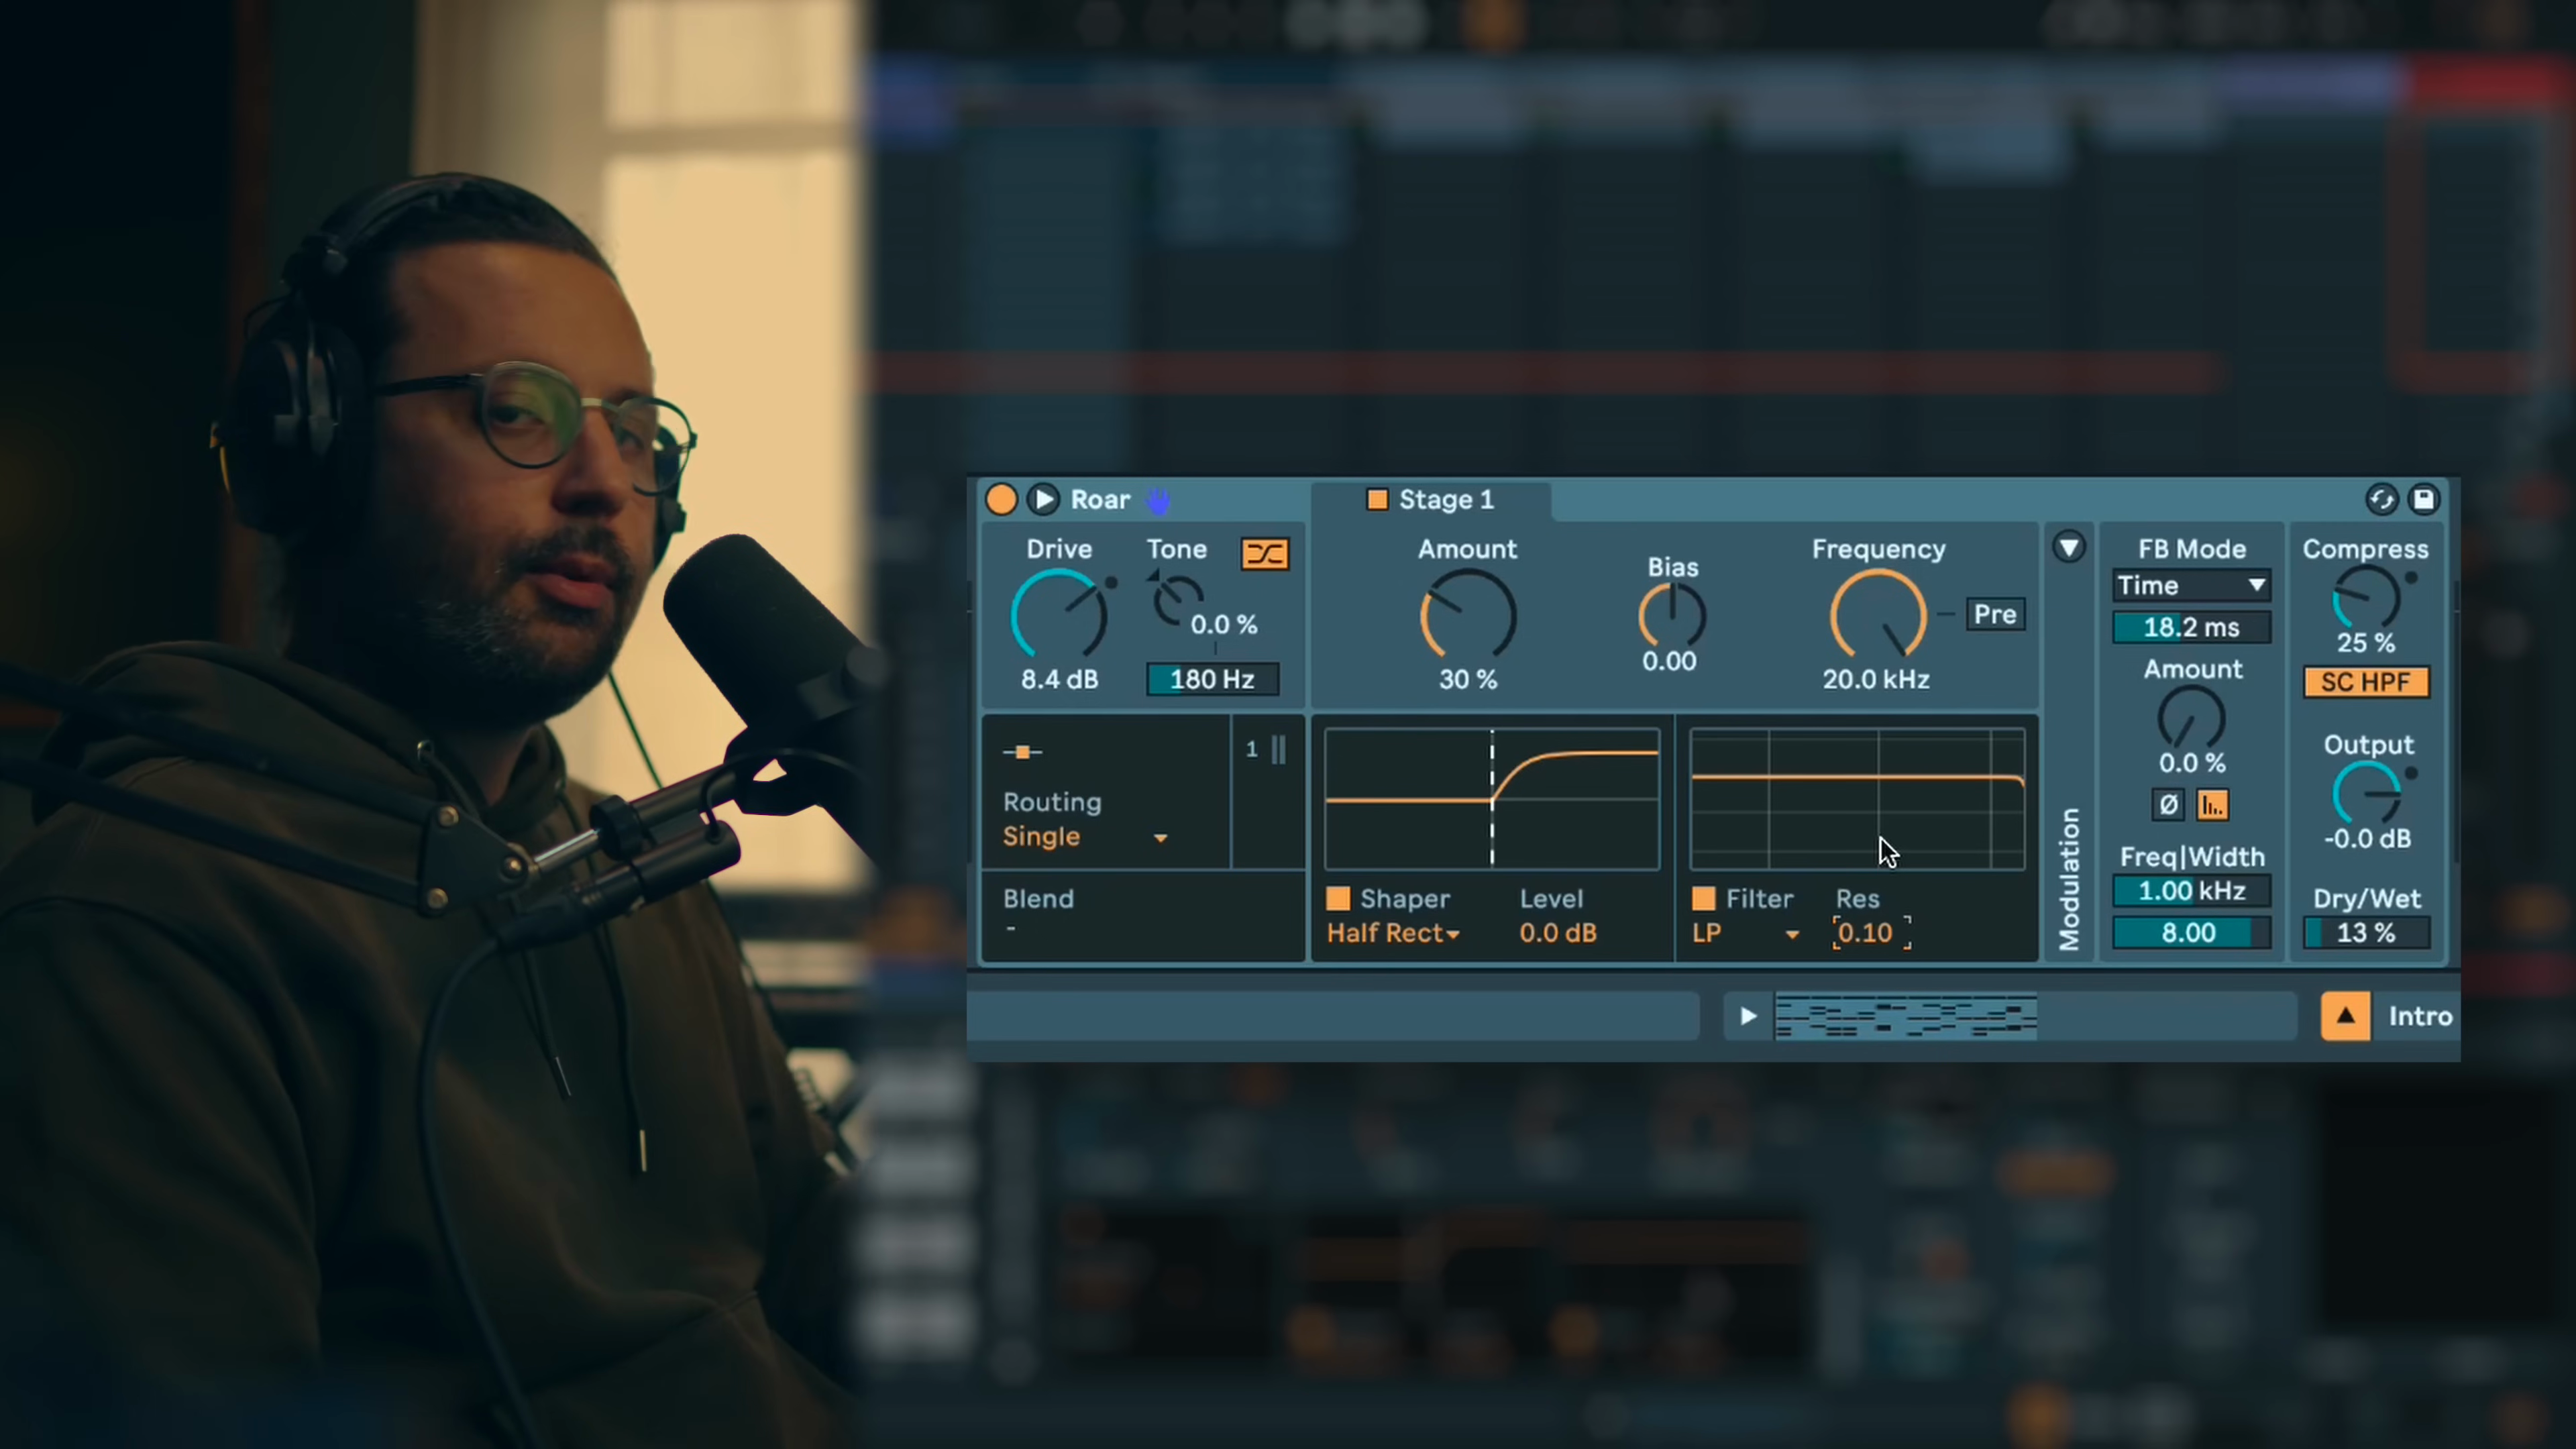 Roar
Stage 1
Drive
8.4 dB
Tone
0.0 %
180 Hz
Amount
30 %
Bias
0.00
Frequency
20.0 kHz
Pre
Routing
Single
1
Blend
-
Shaper
Half Rect
Level
0.0 dB
Filter
LP
Res
0.10
Modulation
FB Mode
Time
18.2 ms
Amount
0.0 %
Ø
Freq|Width
1.00 kHz
8.00
Compress
25 %
SC HPF
Output
-0.0 dB
Dry/Wet
13 %
Intro